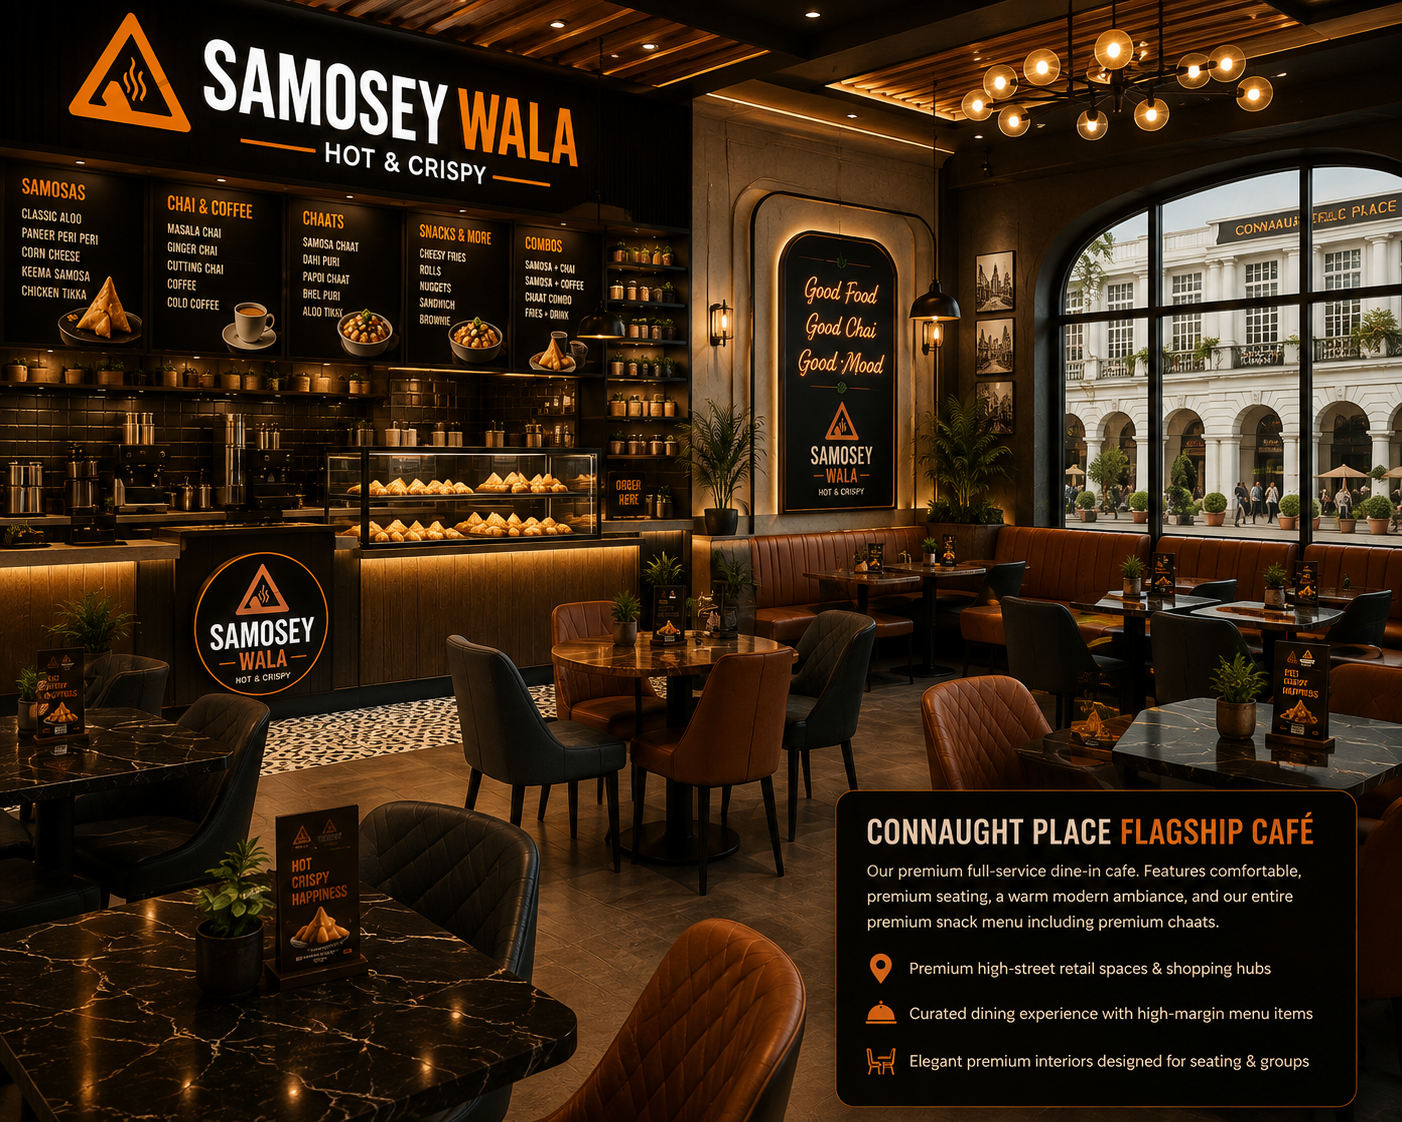 SAMOSEY WALA
HOT & CRISPY
SAMOSAS
CLASSIC ALOO
PANEER PERI PERI
CORN CHEESE
KEEMA SAMOSA
CHICKEN TIKKA
CHAI & COFFEE
MASALA CHAI
GINGER CHAI
CUTTING CHAI
COFFEE
COLD COFFEE
CHAATS
SAMOSA CHAAT
DAHI PURI
PAPDI CHAAT
BHEL PURI
ALOO TIKKI
SNACKS & MORE
CHEESY FRIES
ROLLS
NUGGETS
SANDWICH
BROWNIE
COMBOS
SAMOSA + CHAI
SAMOSA + COFFEE
CHAAT COMBO
FRIES + DRINK
Good Food
Good Chai
Good Mood
SAMOSEY
WALA
HOT & CRISPY
CONNAU
PLACE
ORDER
HERE
SAMOSEY
WALA
HOT & CRISPY
HOT
CRISPY
HAPPINESS
CONNAUGHT PLACE FLAGSHIP CAFÉ
Our premium full-service dine-in cafe. Features comfortable,
premium seating, a warm modern ambiance, and our entire
premium snack menu including premium chaats.
Premium high-street retail spaces & shopping hubs
Curated dining experience with high-margin menu items
Elegant premium interiors designed for seating & groups